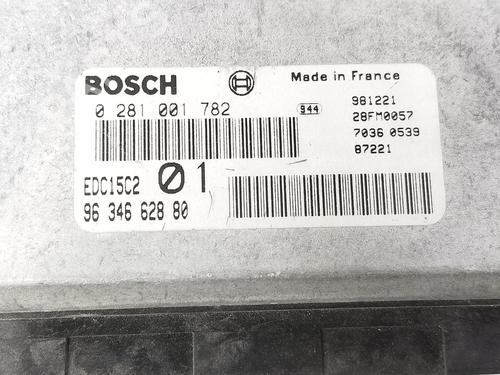 BOSCH
Made in France
0 281 001 782
944
981221
28FM0057
7036 0539
87221
EDC15C2 01
96 346 628 80